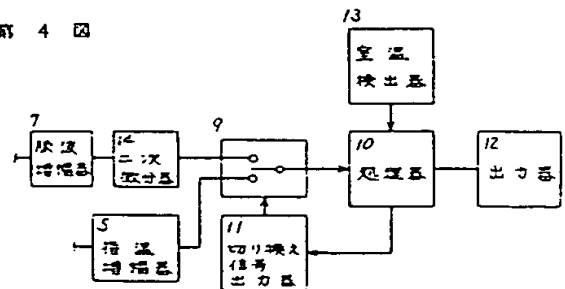 第 4 図
13
室温
検出器
7
脈波
増幅器
14
二次
微分器
9
10
処理器
12
出力器
5
指温
増幅器
11
切り換え
信号
出力器